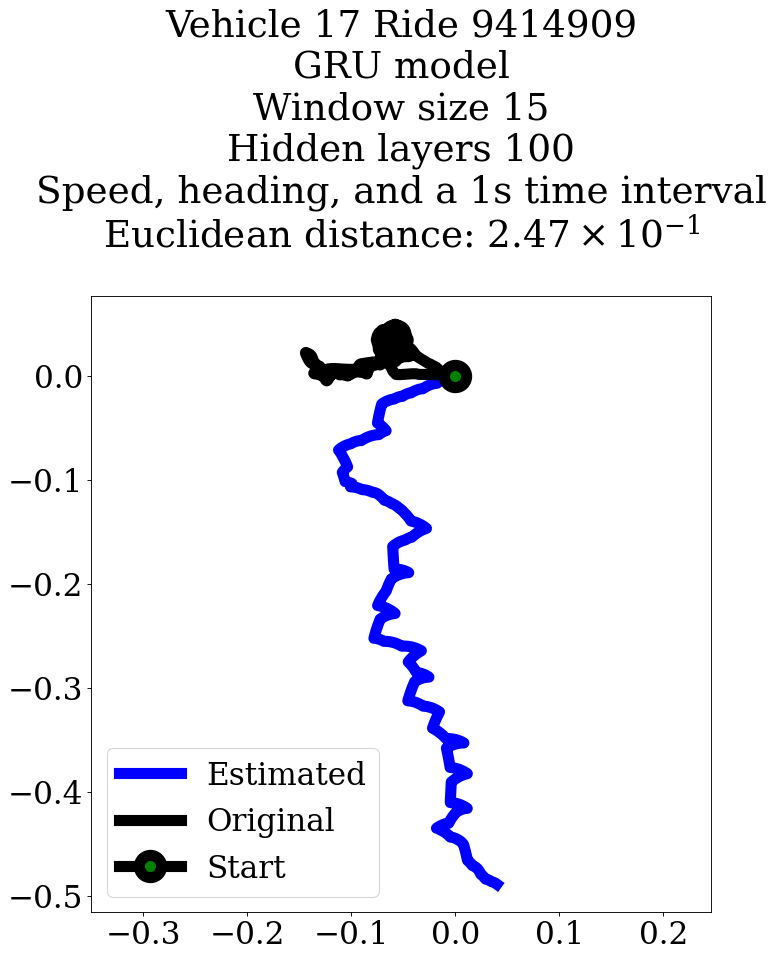 Vehicle 17 Ride 9414909
GRU model
Window size 15
Hidden layers 100
Speed, heading, and a 1s time interval
Euclidean distance: 2.47 × 10⁻¹
0.0
−0.1
−0.2
−0.3
−0.4
−0.5
Estimated
Original
Start
−0.3 −0.2 −0.1 0.0 0.1 0.2